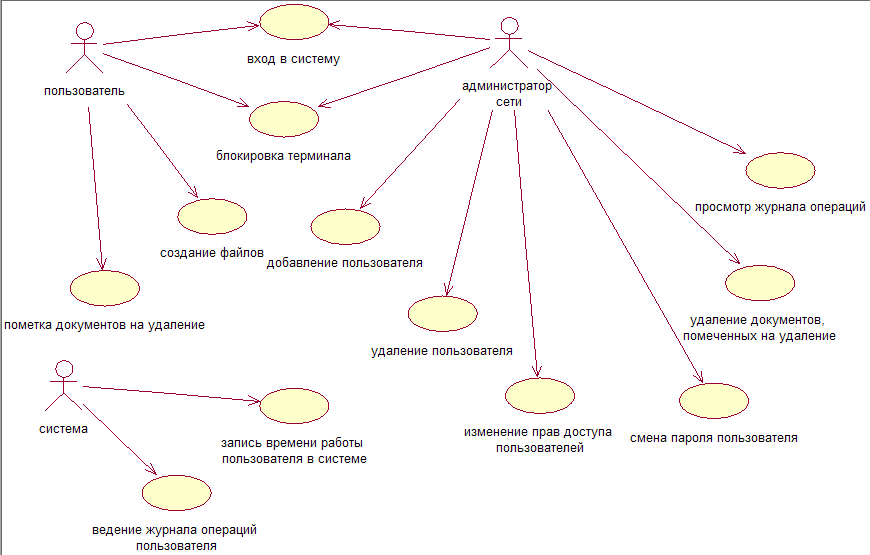 вход в систему
пользователь
администратор
сети
блокировка терминала
просмотр журнала операций
создание файлов
добавление пользователя
пометка документов на удаление
удаление документов,
помеченных на удаление
удаление пользователя
система
изменение прав доступа
пользователей
смена пароля пользователя
запись времени работы
пользователя в системе
ведение журнала операций
пользователя